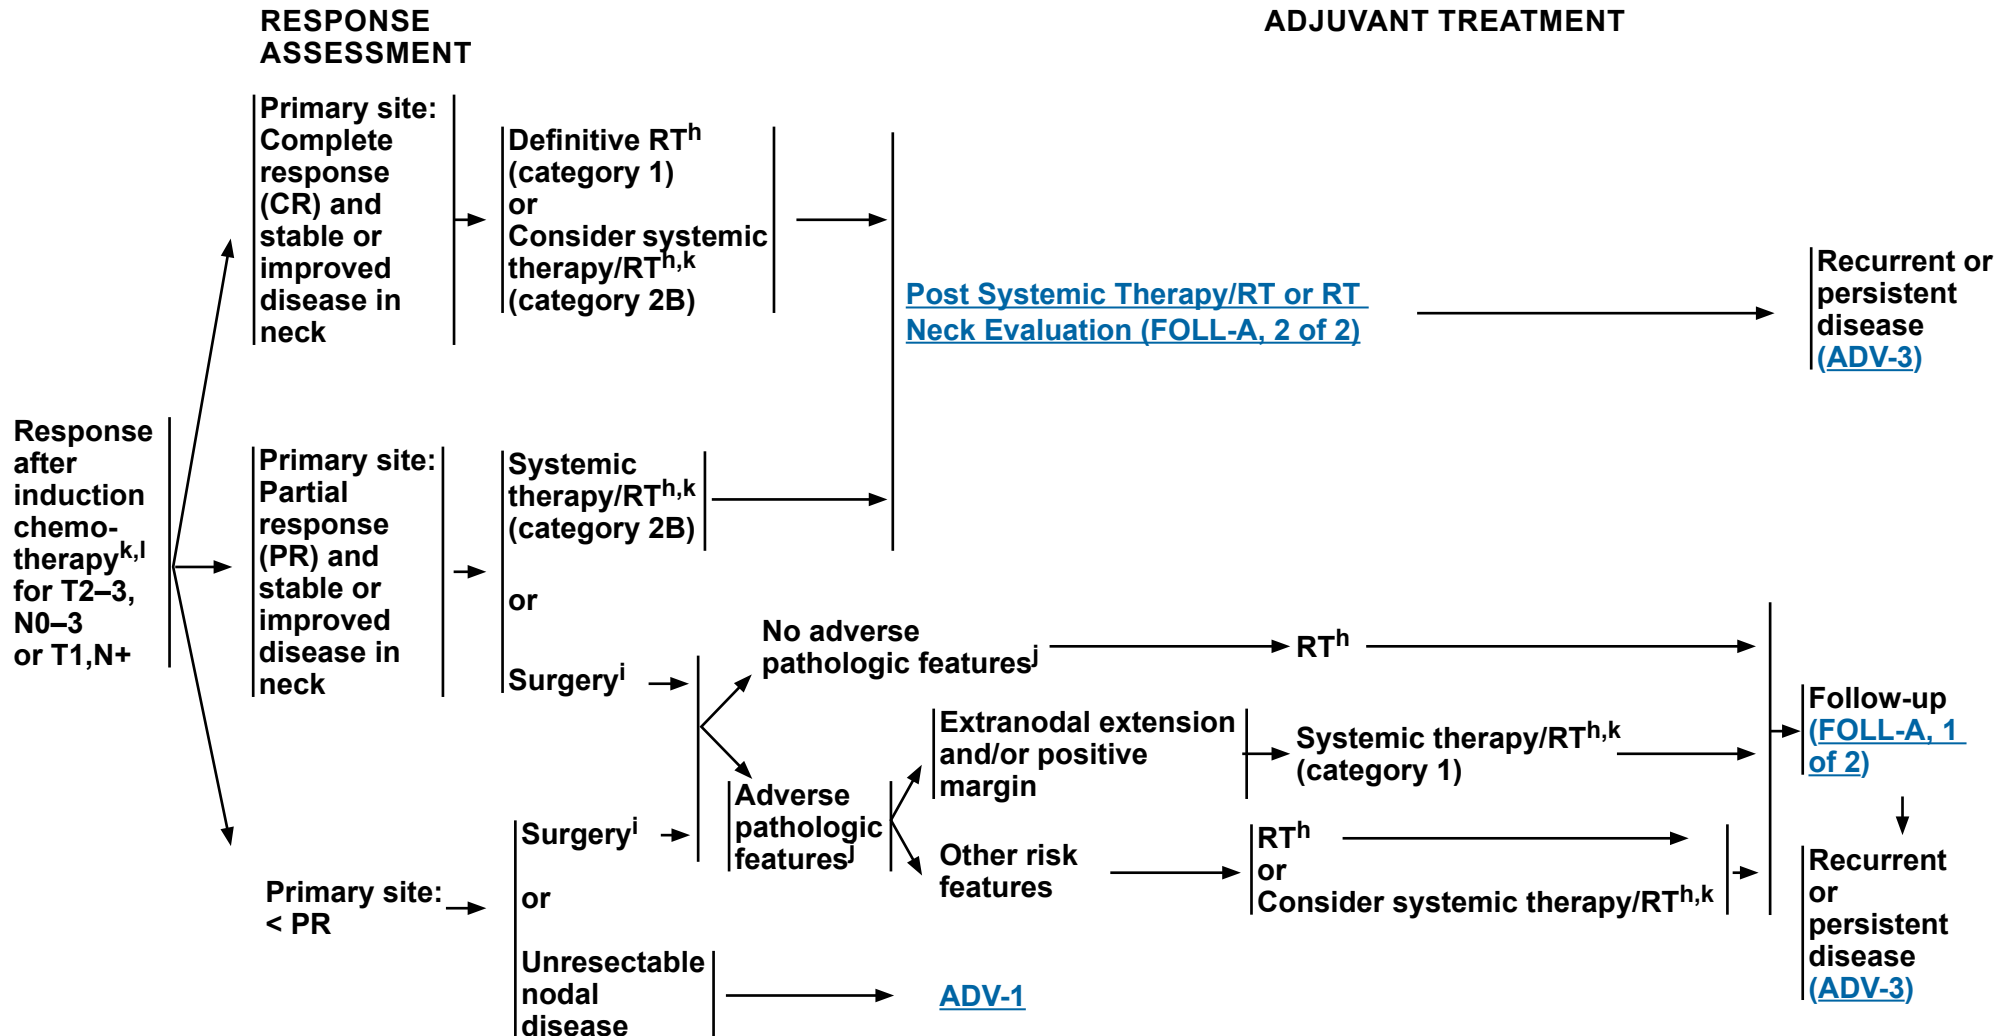 RESPONSE
ASSESSMENT
ADJUVANT TREATMENT
Response
after
induction
chemo-
therapyk,l
for T2–3,
N0–3
or T1,N+
Primary site:
Complete
response
(CR) and
stable or
improved
disease in
neck
Definitive RTh
(category 1)
or
Consider systemic
therapy/RTh,k
(category 2B)
Post Systemic Therapy/RT or RT
Neck Evaluation (FOLL-A, 2 of 2)
Recurrent or
persistent
disease
(ADV-3)
Primary site:
Partial
response
(PR) and
stable or
improved
disease in
neck
Systemic
therapy/RTh,k
(category 2B)
or
Surgeryi
No adverse
pathologic featuresj
RTh
Adverse
pathologic
featuresj
Extranodal extension
and/or positive
margin
Systemic therapy/RTh,k
(category 1)
Other risk
features
RTh
or
Consider systemic therapy/RTh,k
Follow-up
(FOLL-A, 1
of 2)
Recurrent
or
persistent
disease
(ADV-3)
Primary site:
< PR
Surgeryi
or
Unresectable
nodal
disease
ADV-1